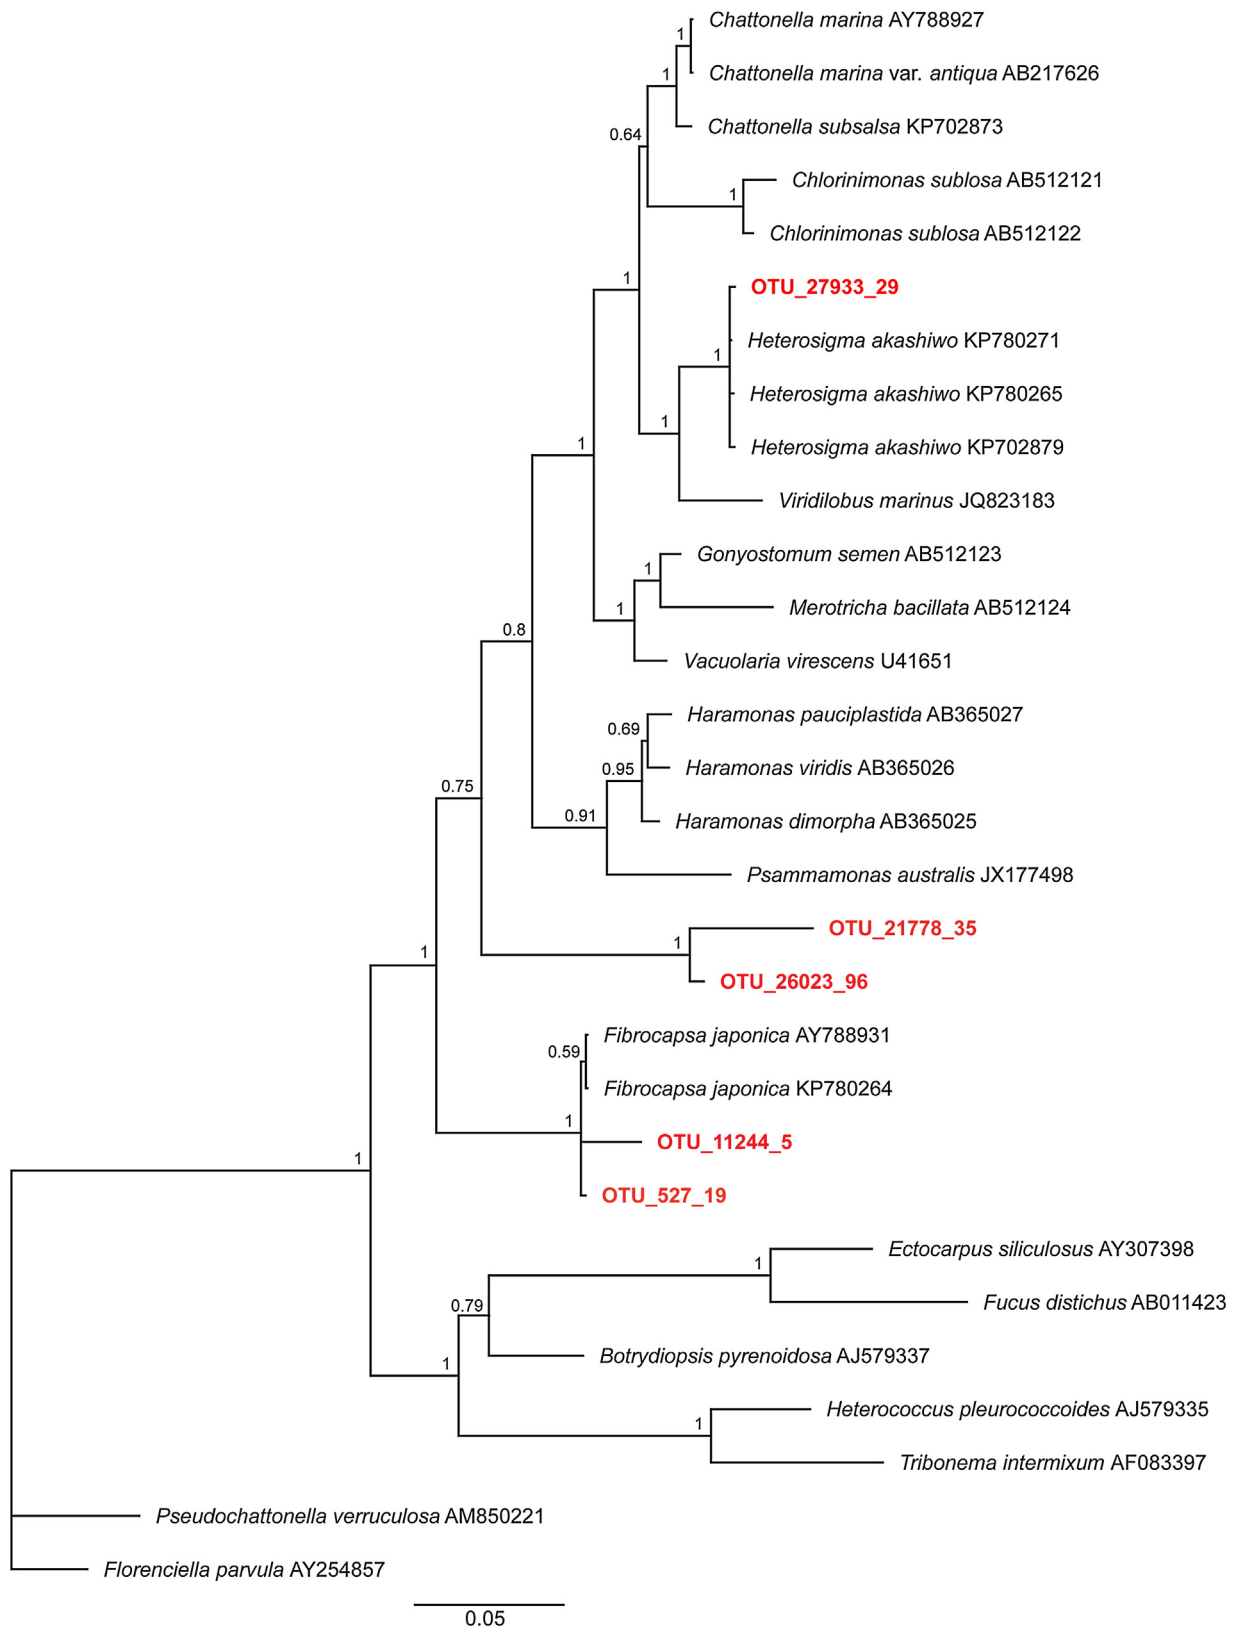 Chattonella marina AY788927
1
Chattonella marina var. antiqua AB217626
1
Chattonella subsalsa KP702873
0.64
Chlorinimonas sublosa AB512121
1
Chlorinimonas sublosa AB512122
1
OTU_27933_29
Heterosigma akashiwo KP780271
1
Heterosigma akashiwo KP780265
1
Heterosigma akashiwo KP702879
1
Viridilobus marinus JQ823183
Gonyostomum semen AB512123
1
Merotricha bacillata AB512124
1
0.8
Vacuolaria virescens U41651
Haramonas pauciplastida AB365027
0.69
Haramonas viridis AB365026
0.95
0.75
Haramonas dimorpha AB365025
0.91
Psammamonas australis JX177498
OTU_21778_35
1
1
OTU_26023_96
Fibrocapsa japonica AY788931
0.59
Fibrocapsa japonica KP780264
1
OTU_11244_5
1
OTU_527_19
Ectocarpus siliculosus AY307398
1
Fucus distichus AB011423
0.79
Botrydiopsis pyrenoidosa AJ579337
1
Heterococcus pleurococcoides AJ579335
1
Tribonema intermixum AF083397
Pseudochattonella verruculosa AM850221
Florenciella parvula AY254857
0.05